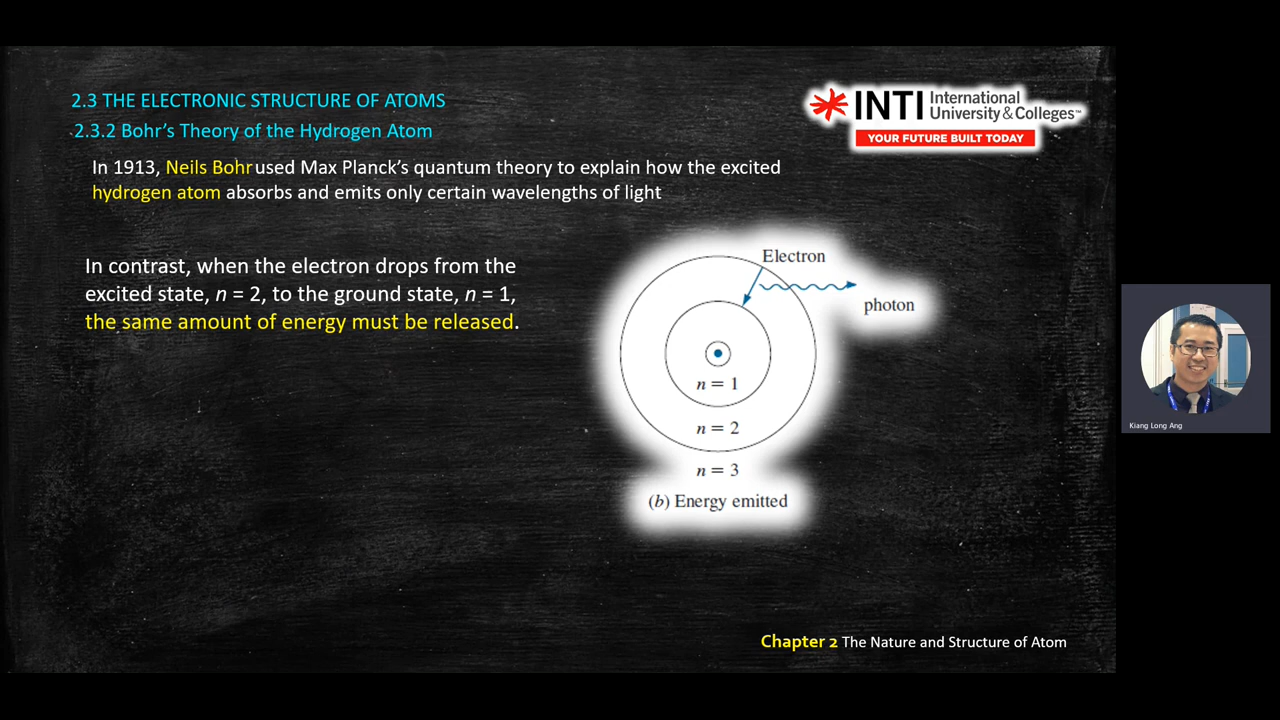 2.3 THE ELECTRONIC STRUCTURE OF ATOMS
2.3.2 Bohr's Theory of the Hydrogen Atom
INTI International
University & Colleges™
YOUR FUTURE BUILT TODAY
In 1913, Neils Bohr used Max Planck's quantum theory to explain how the excited
hydrogen atom absorbs and emits only certain wavelengths of light
In contrast, when the electron drops from the
excited state, n = 2, to the ground state, n = 1,
the same amount of energy must be released.
Electron
photon
n = 1
n = 2
n = 3
(b) Energy emitted
Kiang Long Ang
Chapter 2 The Nature and Structure of Atom